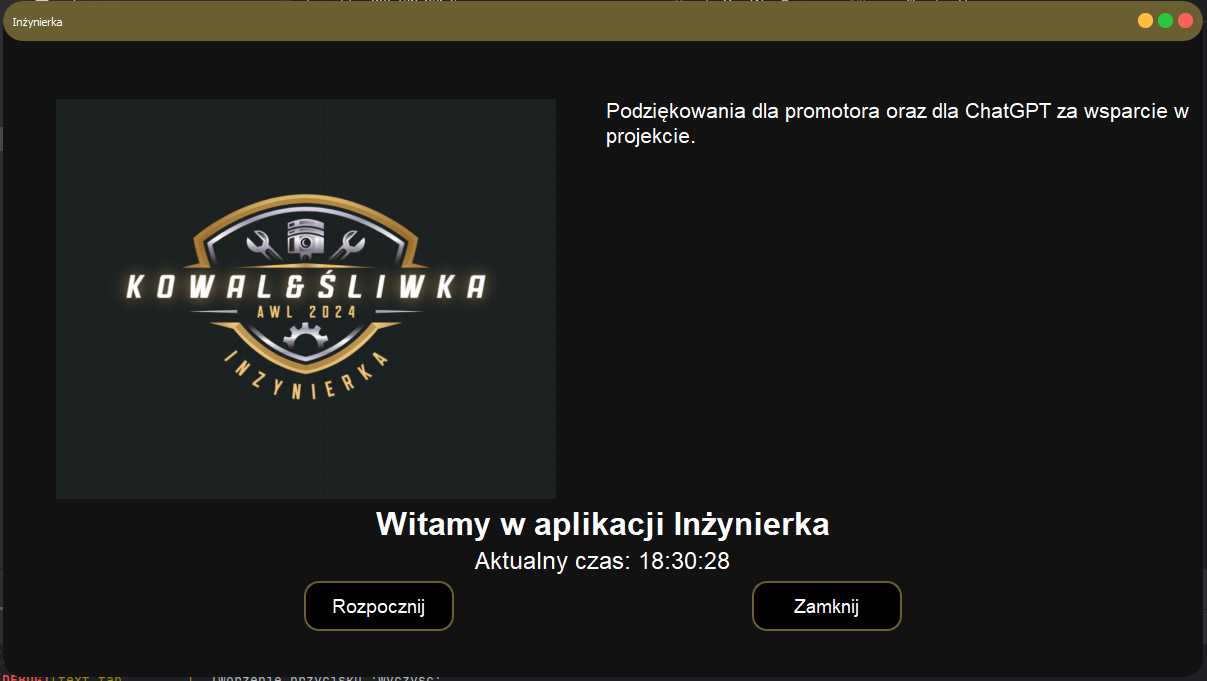 Inżynierka
Podziękowania dla promotora oraz dla ChatGPT za wsparcie w
projekcie.
KOWAL&ŚLIWKA
AWL 2024
INZYNIERKA
Witamy w aplikacji Inżynierka
Aktualny czas: 18:30:28
Rozpocznij
Zamknij